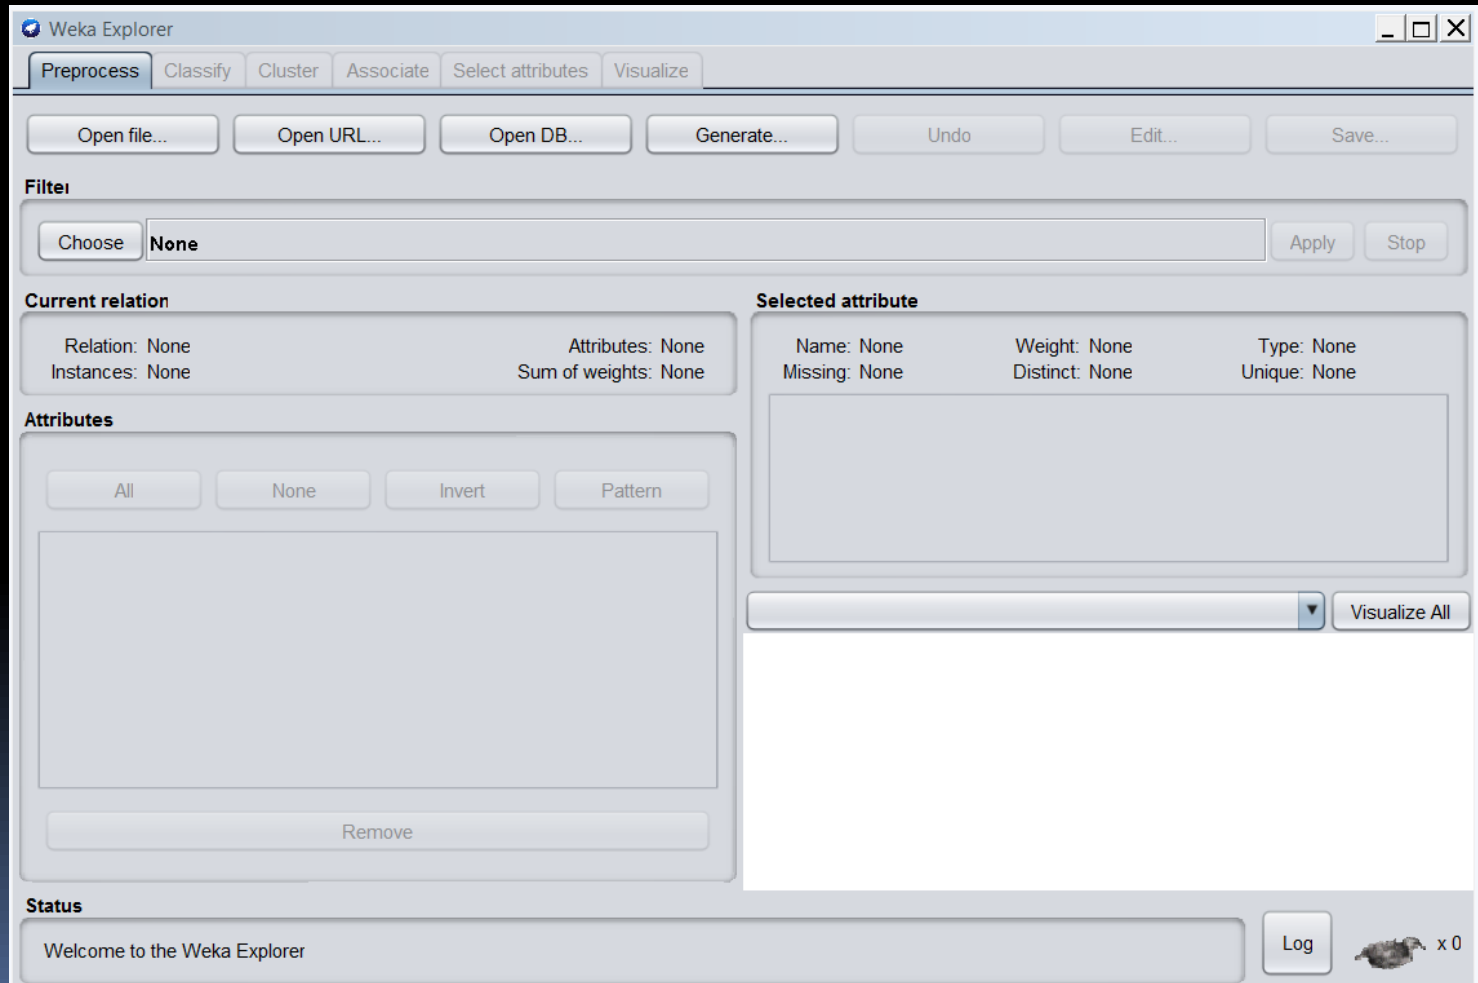 Weka Explorer
Preprocess Classify Cluster Associate Select attributes Visualize
Open file... Open URL... Open DB... Generate... Undo Edit... Save...
Filter
Choose None Apply Stop
Current relation
Relation: None Attributes: None
Instances: None Sum of weights: None
Selected attribute
Name: None Weight: None Type: None
Missing: None Distinct: None Unique: None
Attributes
All None Invert Pattern
Remove
Visualize All
Status
Welcome to the Weka Explorer
Log x 0